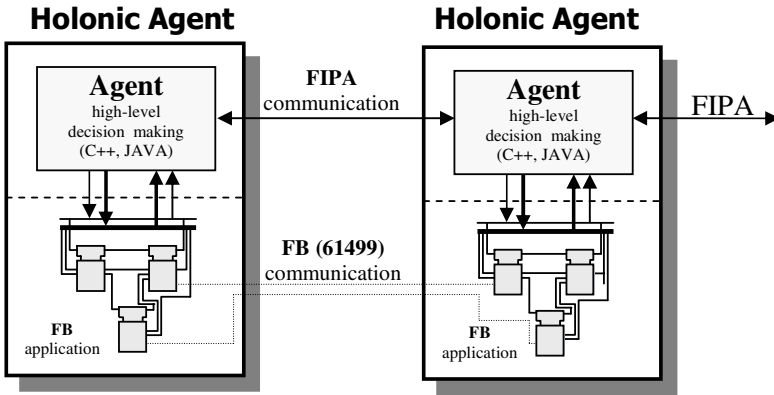 Holonic Agent
Holonic Agent
Agent
high-level
decision making
(C++, JAVA)
FIPA
communication
Agent
high-level
decision making
(C++, JAVA)
FIPA
FB (61499)
communication
FB
application
FB
application